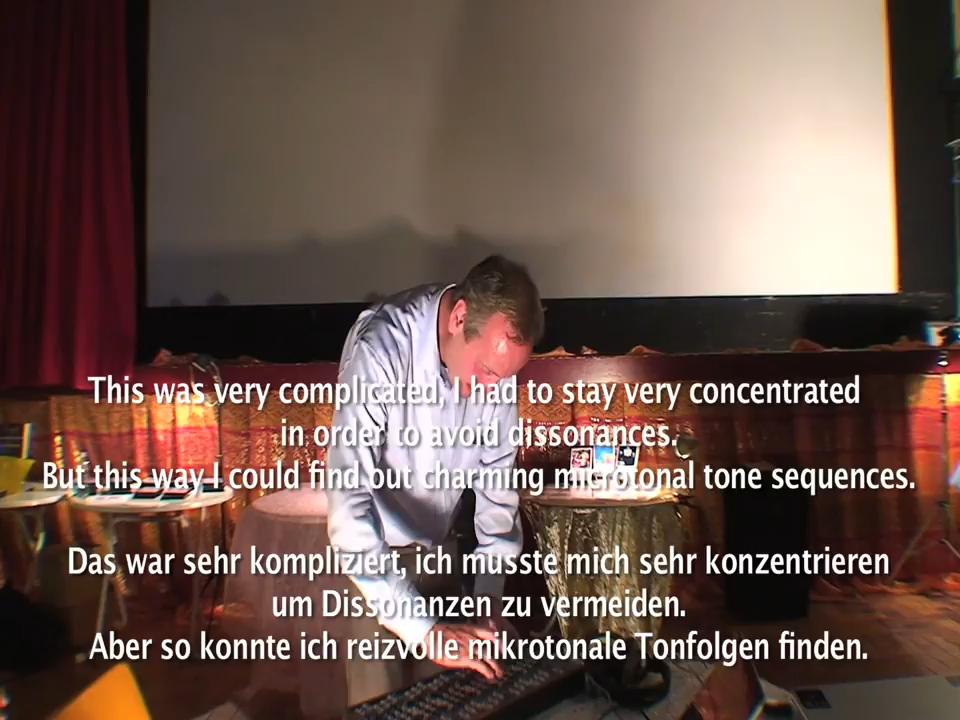 This was very complicated, I had to stay very concentrated
in order to avoid dissonances.
But this way I could find out charming microtonal tone sequences.
Das war sehr kompliziert, ich musste mich sehr konzentrieren
um Dissonanzen zu vermeiden.
Aber so konnte ich reizvolle mikrotonale Tonfolgen finden.